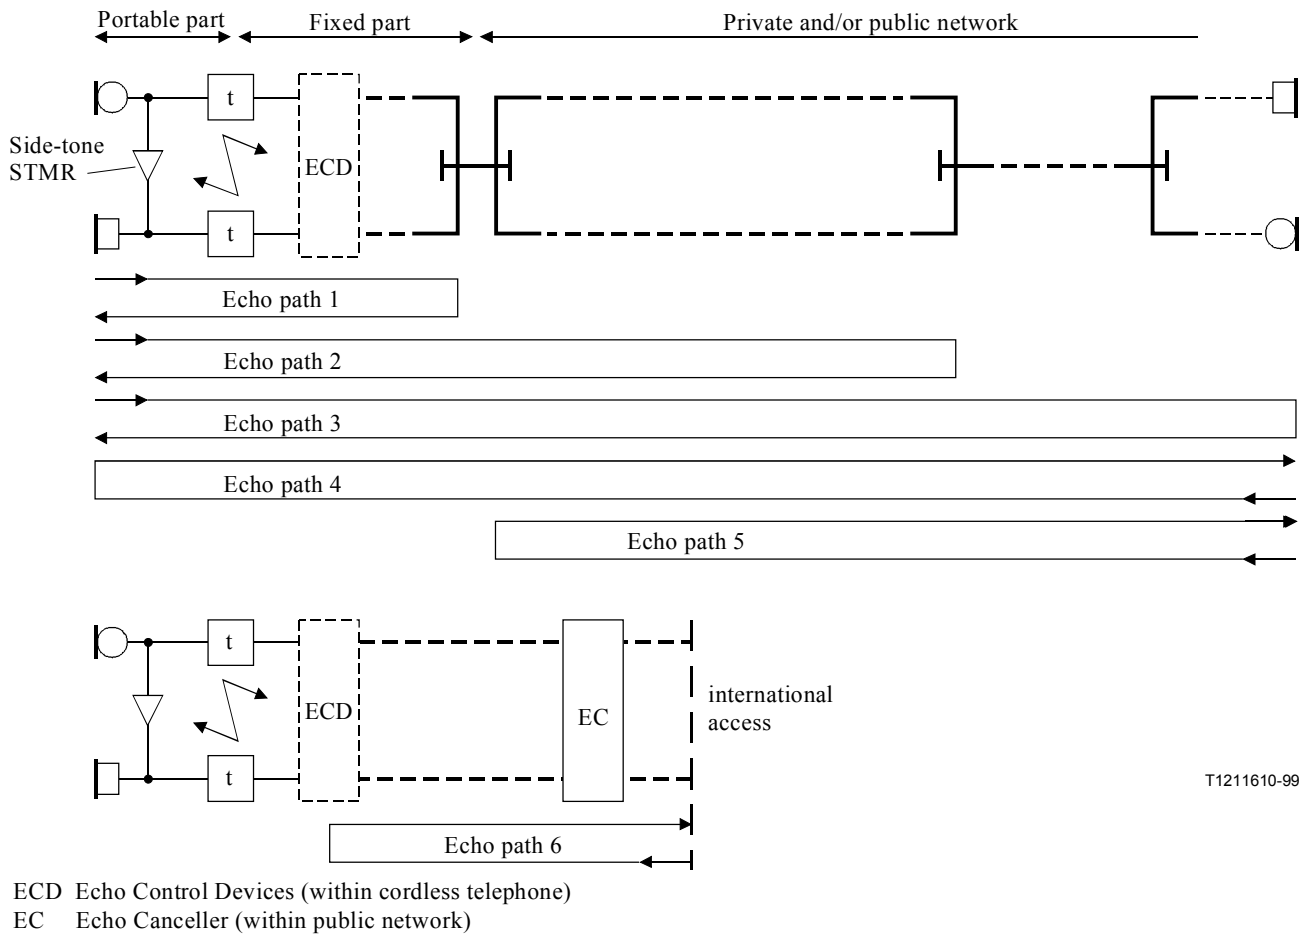 Portable part
Fixed part
Private and/or public network
t
Side-tone
STMR
ECD
t
Echo path 1
Echo path 2
Echo path 3
Echo path 4
Echo path 5
t
ECD
EC
international
access
t
T1211610-99
Echo path 6
ECD Echo Control Devices (within cordless telephone)
EC Echo Canceller (within public network)